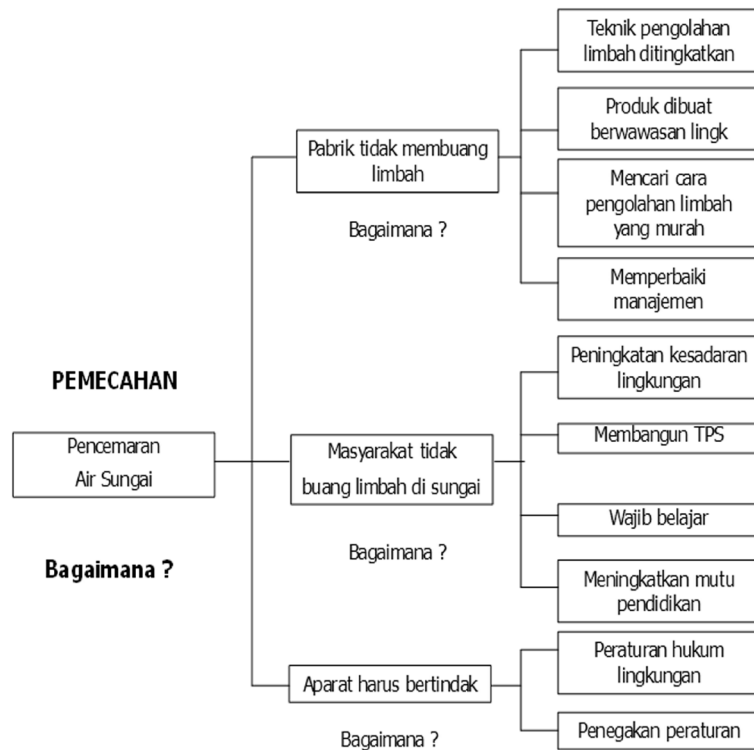 PEMECAHAN
Pencemaran
Air Sungai
Bagaimana ?
Pabrik tidak membuang
limbah
Bagaimana ?
Teknik pengolahan
limbah ditingkatkan
Produk dibuat
berwawasan lingk
Mencari cara
pengolahan limbah
yang murah
Memperbaiki
manajemen
Masyarakat tidak
buang limbah di sungai
Bagaimana ?
Peningkatan kesadaran
lingkungan
Membangun TPS
Wajib belajar
Meningkatkan mutu
pendidikan
Aparat harus bertindak
Bagaimana ?
Peraturan hukum
lingkungan
Penegakan peraturan